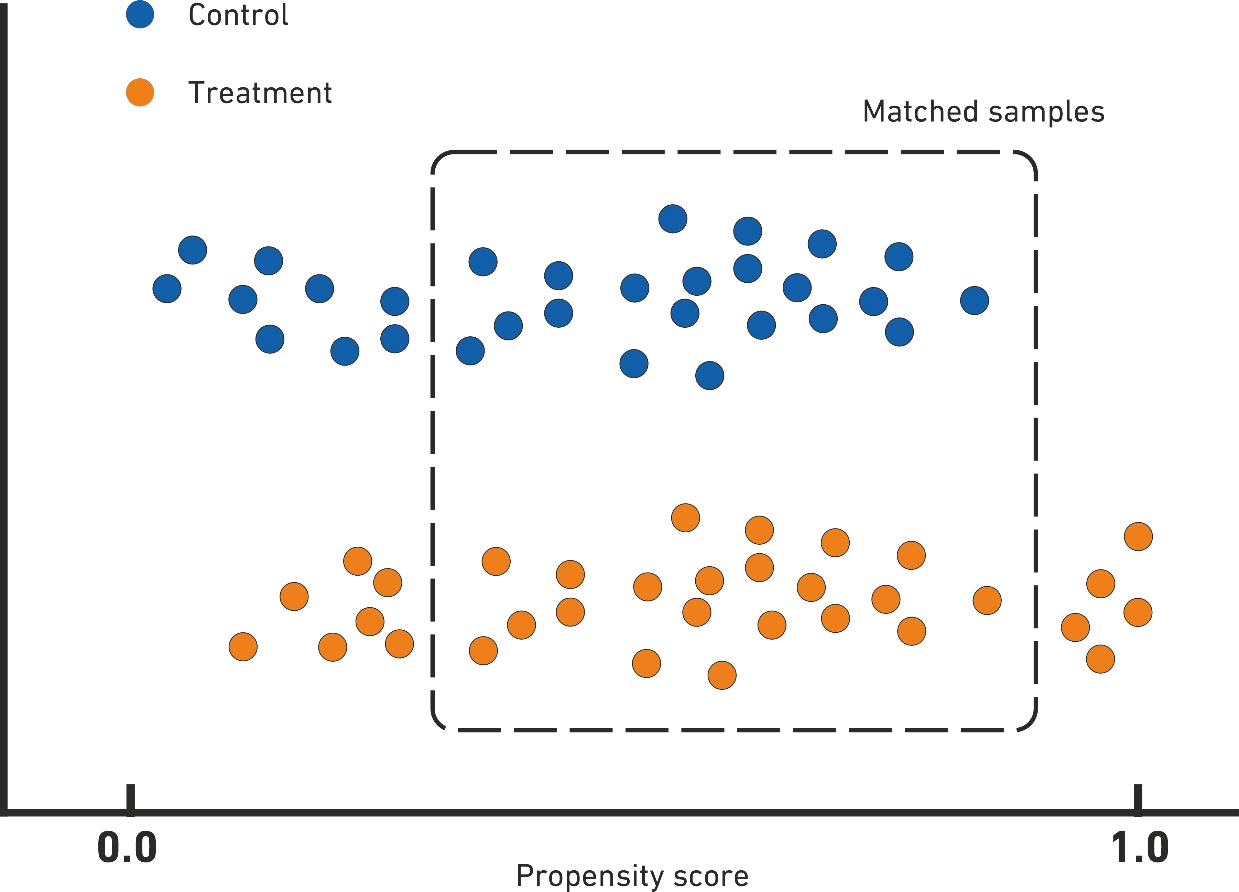 Control
Treatment
Matched samples
0.0
1.0
Propensity score